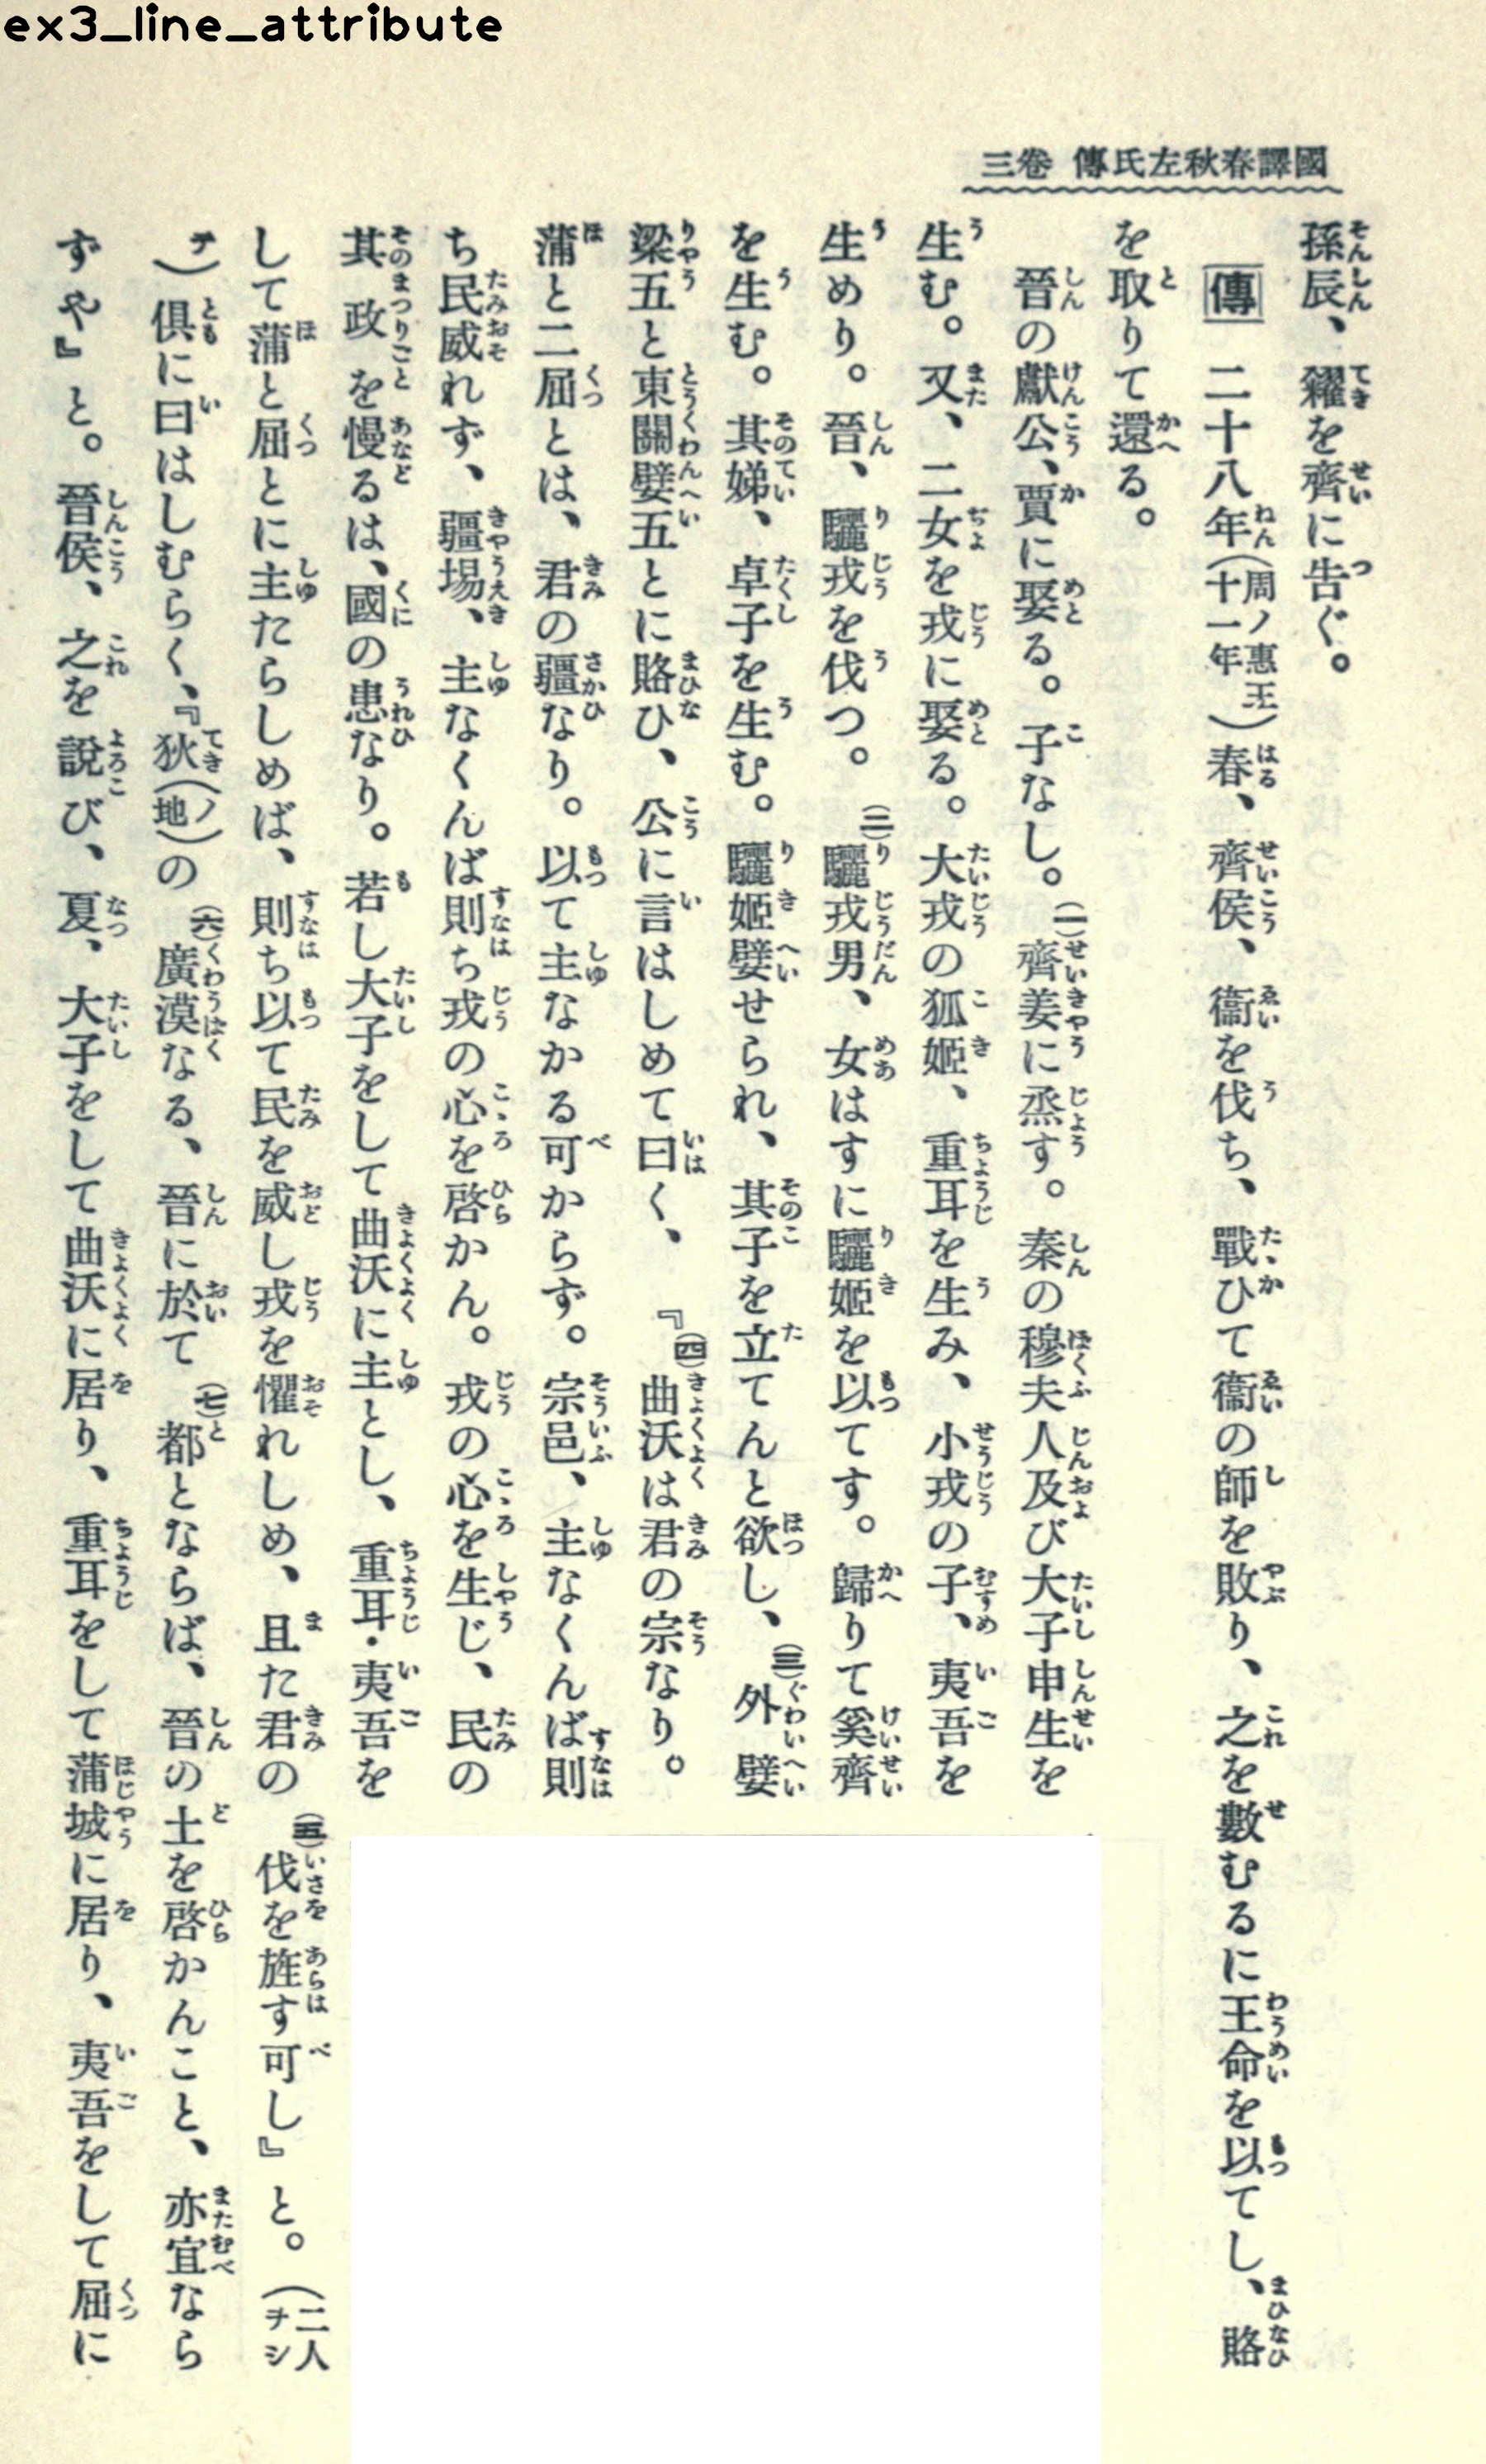 ex3_line_attribute
國譯春秋左氏傳 卷三
孫辰、糴を齊に吿ぐ。
傳 二十八年(周ノ惠王十一年)春、齊侯、衞を伐ち、戰ひて衞の師を敗り、之を數むるに王命を以てし、賂
を取りて還る。
晉の獻公、賈に娶る。子なし。(一)齊姜に烝す。秦の穆夫人及び大子申生を
生む。又、二女を戎に娶る。大戎の狐姬、重耳を生み、小戎の子、夷吾を
生めり。晉、驪戎を伐つ。(二)驪戎男、女はすに驪姬を以てす。歸りて奚齊
を生む。其娣、卓子を生む。驪姬嬖せられ、其子を立てんと欲し、(三)外嬖
梁五と東關嬖五とに賂ひ、公に言はしめて曰く、『(四)曲沃は君の宗なり。
蒲と二屈とは、君の疆なり。以て主なかる可からず。宗邑、主なくんば則
ち民威れず、疆場、主なくんば則ち戎の心を啓かん。戎の心を生じ、民の
其政を慢るは、國の患なり。若し大子をして曲沃に主とし、重耳・夷吾を
して蒲と屈とに主たらしめば、則ち以て民を威し戎を懼れしめ、且た君の(五)伐を旌す可し』と。(二人ヲシ
テ)俱に曰はしむらく、『狄(ノ地)の(六)廣漠なる、晉に於て(七)都とならば、晉の土を啓かんこと、亦宜なら
ずや』と。晉侯、之を說び、夏、大子をして曲沃に居り、重耳をして蒲城に居り、夷吾をして屈に